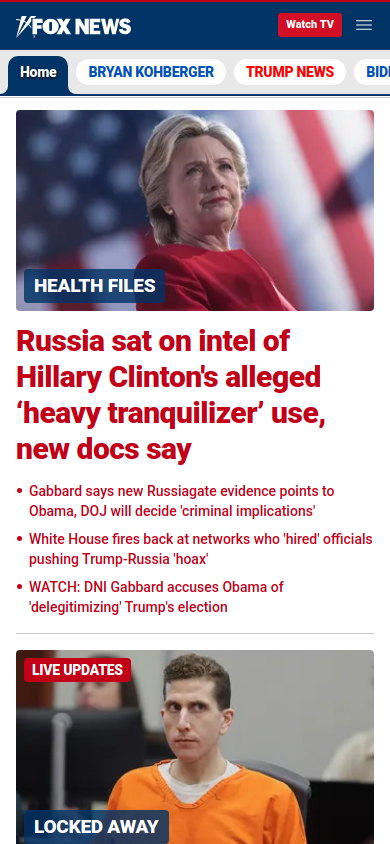 FOX NEWS
Watch TV
Home
BRYAN KOHBERGER
TRUMP NEWS
HEALTH FILES
Russia sat on intel of
Hillary Clinton's alleged
‘heavy tranquilizer’ use,
new docs say
• Gabbard says new Russiagate evidence points to
Obama, DOJ will decide 'criminal implications'
• White House fires back at networks who 'hired' officials
pushing Trump-Russia 'hoax'
• WATCH: DNI Gabbard accuses Obama of
'delegitimizing' Trump's election
LIVE UPDATES
LOCKED AWAY